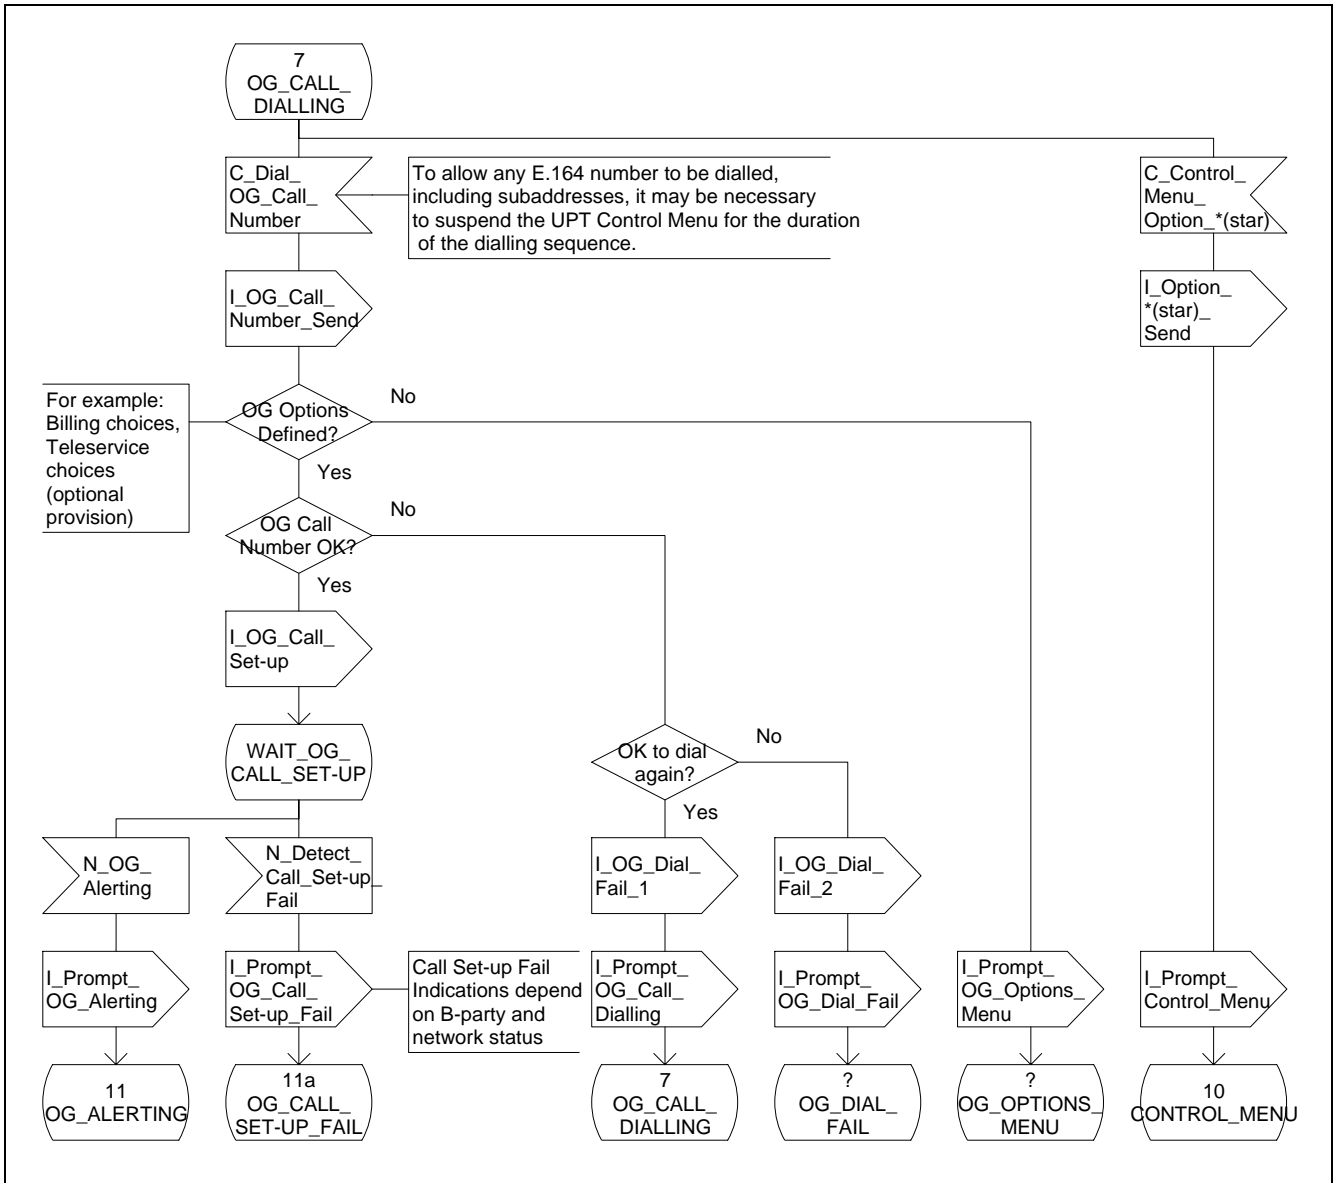 7
OG_CALL_
DIALLING
C_Dial_
OG_Call_
Number
To allow any E.164 number to be dialled,
including subaddresses, it may be necessary
to suspend the UPT Control Menu for the duration
of the dialling sequence.
C_Control_
Menu_
Option_*(star)
I_OG_Call_
Number_Send
I_Option_
*(star)_
Send
For example:
Billing choices,
Teleservice
choices
(optional
provision)
OG Options
Defined?
No
Yes
OG Call
Number OK?
No
Yes
I_OG_Call_
Set-up
WAIT_OG_
CALL_SET-UP
OK to dial
again?
No
Yes
N_OG_
Alerting
N_Detect_
Call_Set-up_
Fail
I_OG_Dial_
Fail_1
I_OG_Dial_
Fail_2
I_Prompt_
OG_Alerting
I_Prompt_
OG_Call_
Set-up_Fail
Call Set-up Fail
Indications depend
on B-party and
network status
I_Prompt_
OG_Call_
Dialling
I_Prompt_
OG_Dial_Fail
I_Prompt_
OG_Options_
Menu
I_Prompt_
Control_Menu
11
OG_ALERTING
11a
OG_CALL_
SET-UP_FAIL
7
OG_CALL_
DIALLING
?
OG_DIAL_
FAIL
?
OG_OPTIONS_
MENU
10
CONTROL_MENU